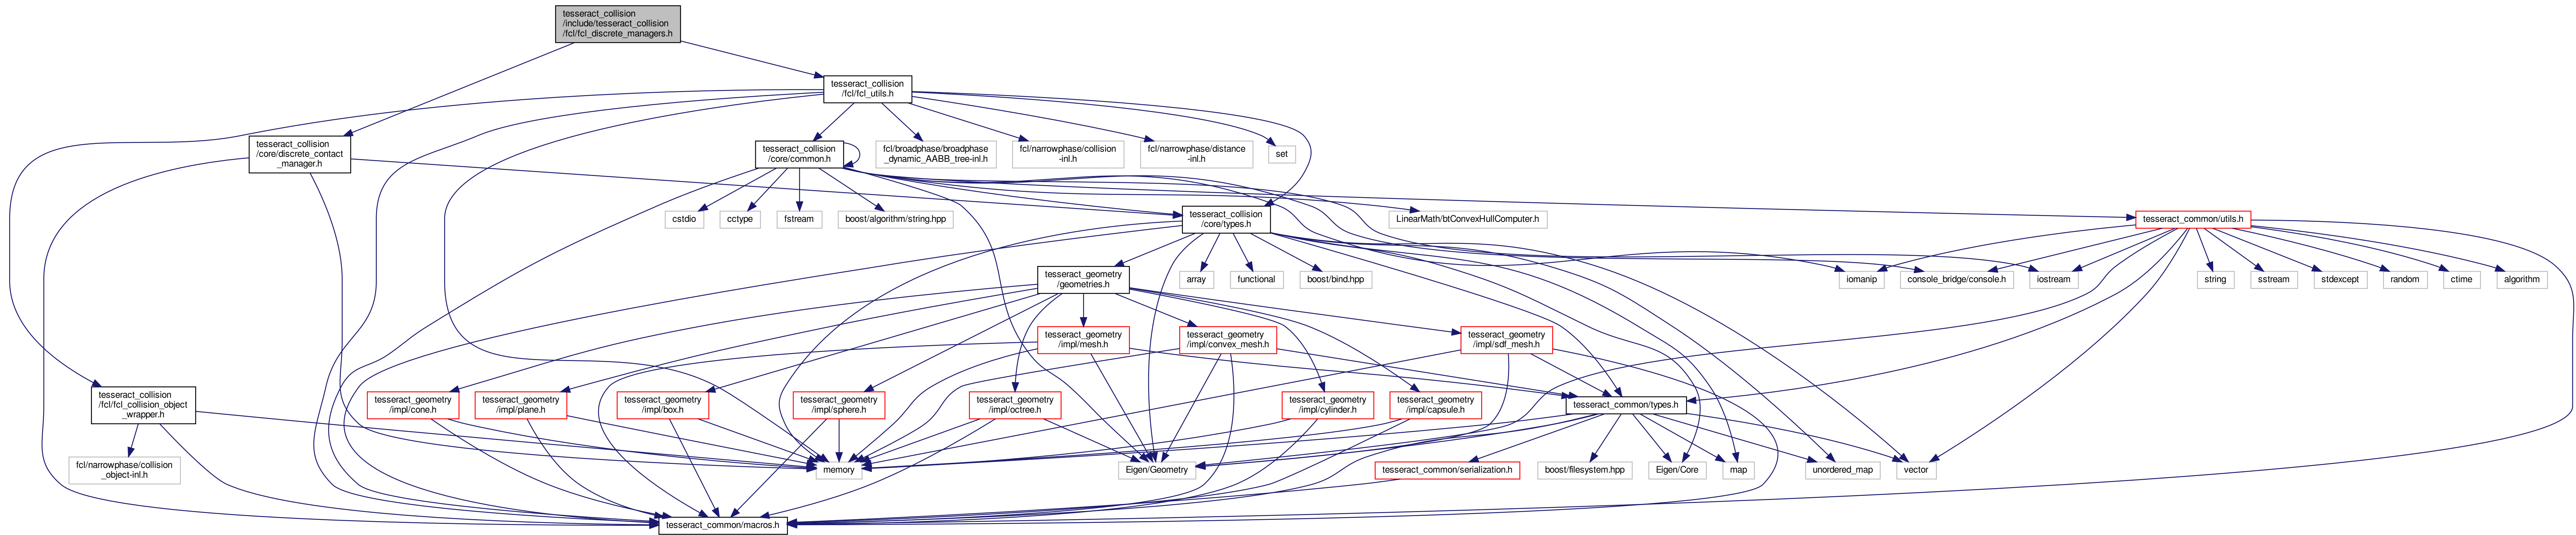 tesseract_collision
/include/tesseract_collision
/fcl/fcl_discrete_managers.h
tesseract_collision
/fcl/fcl_utils.h
tesseract_collision
/core/discrete_contact
_manager.h
tesseract_collision
/core/common.h
fcl/broadphase/broadphase
_dynamic_AABB_tree-inl.h
fcl/narrowphase/collision
-inl.h
fcl/narrowphase/distance
-inl.h
set
cstdio
cctype
fstream
boost/algorithm/string.hpp
tesseract_collision
/core/types.h
LinearMath/btConvexHullComputer.h
tesseract_common/utils.h
tesseract_geometry
/geometries.h
array
functional
boost/bind.hpp
iomanip
console_bridge/console.h
iostream
string
sstream
stdexcept
random
ctime
algorithm
tesseract_geometry
/impl/mesh.h
tesseract_geometry
/impl/convex_mesh.h
tesseract_geometry
/impl/sdf_mesh.h
tesseract_collision
/fcl/fcl_collision_object
_wrapper.h
tesseract_geometry
/impl/cone.h
tesseract_geometry
/impl/plane.h
tesseract_geometry
/impl/box.h
tesseract_geometry
/impl/sphere.h
tesseract_geometry
/impl/octree.h
tesseract_geometry
/impl/cylinder.h
tesseract_geometry
/impl/capsule.h
tesseract_common/types.h
fcl/narrowphase/collision
_object-inl.h
memory
Eigen/Geometry
tesseract_common/serialization.h
boost/filesystem.hpp
Eigen/Core
map
unordered_map
vector
tesseract_common/macros.h